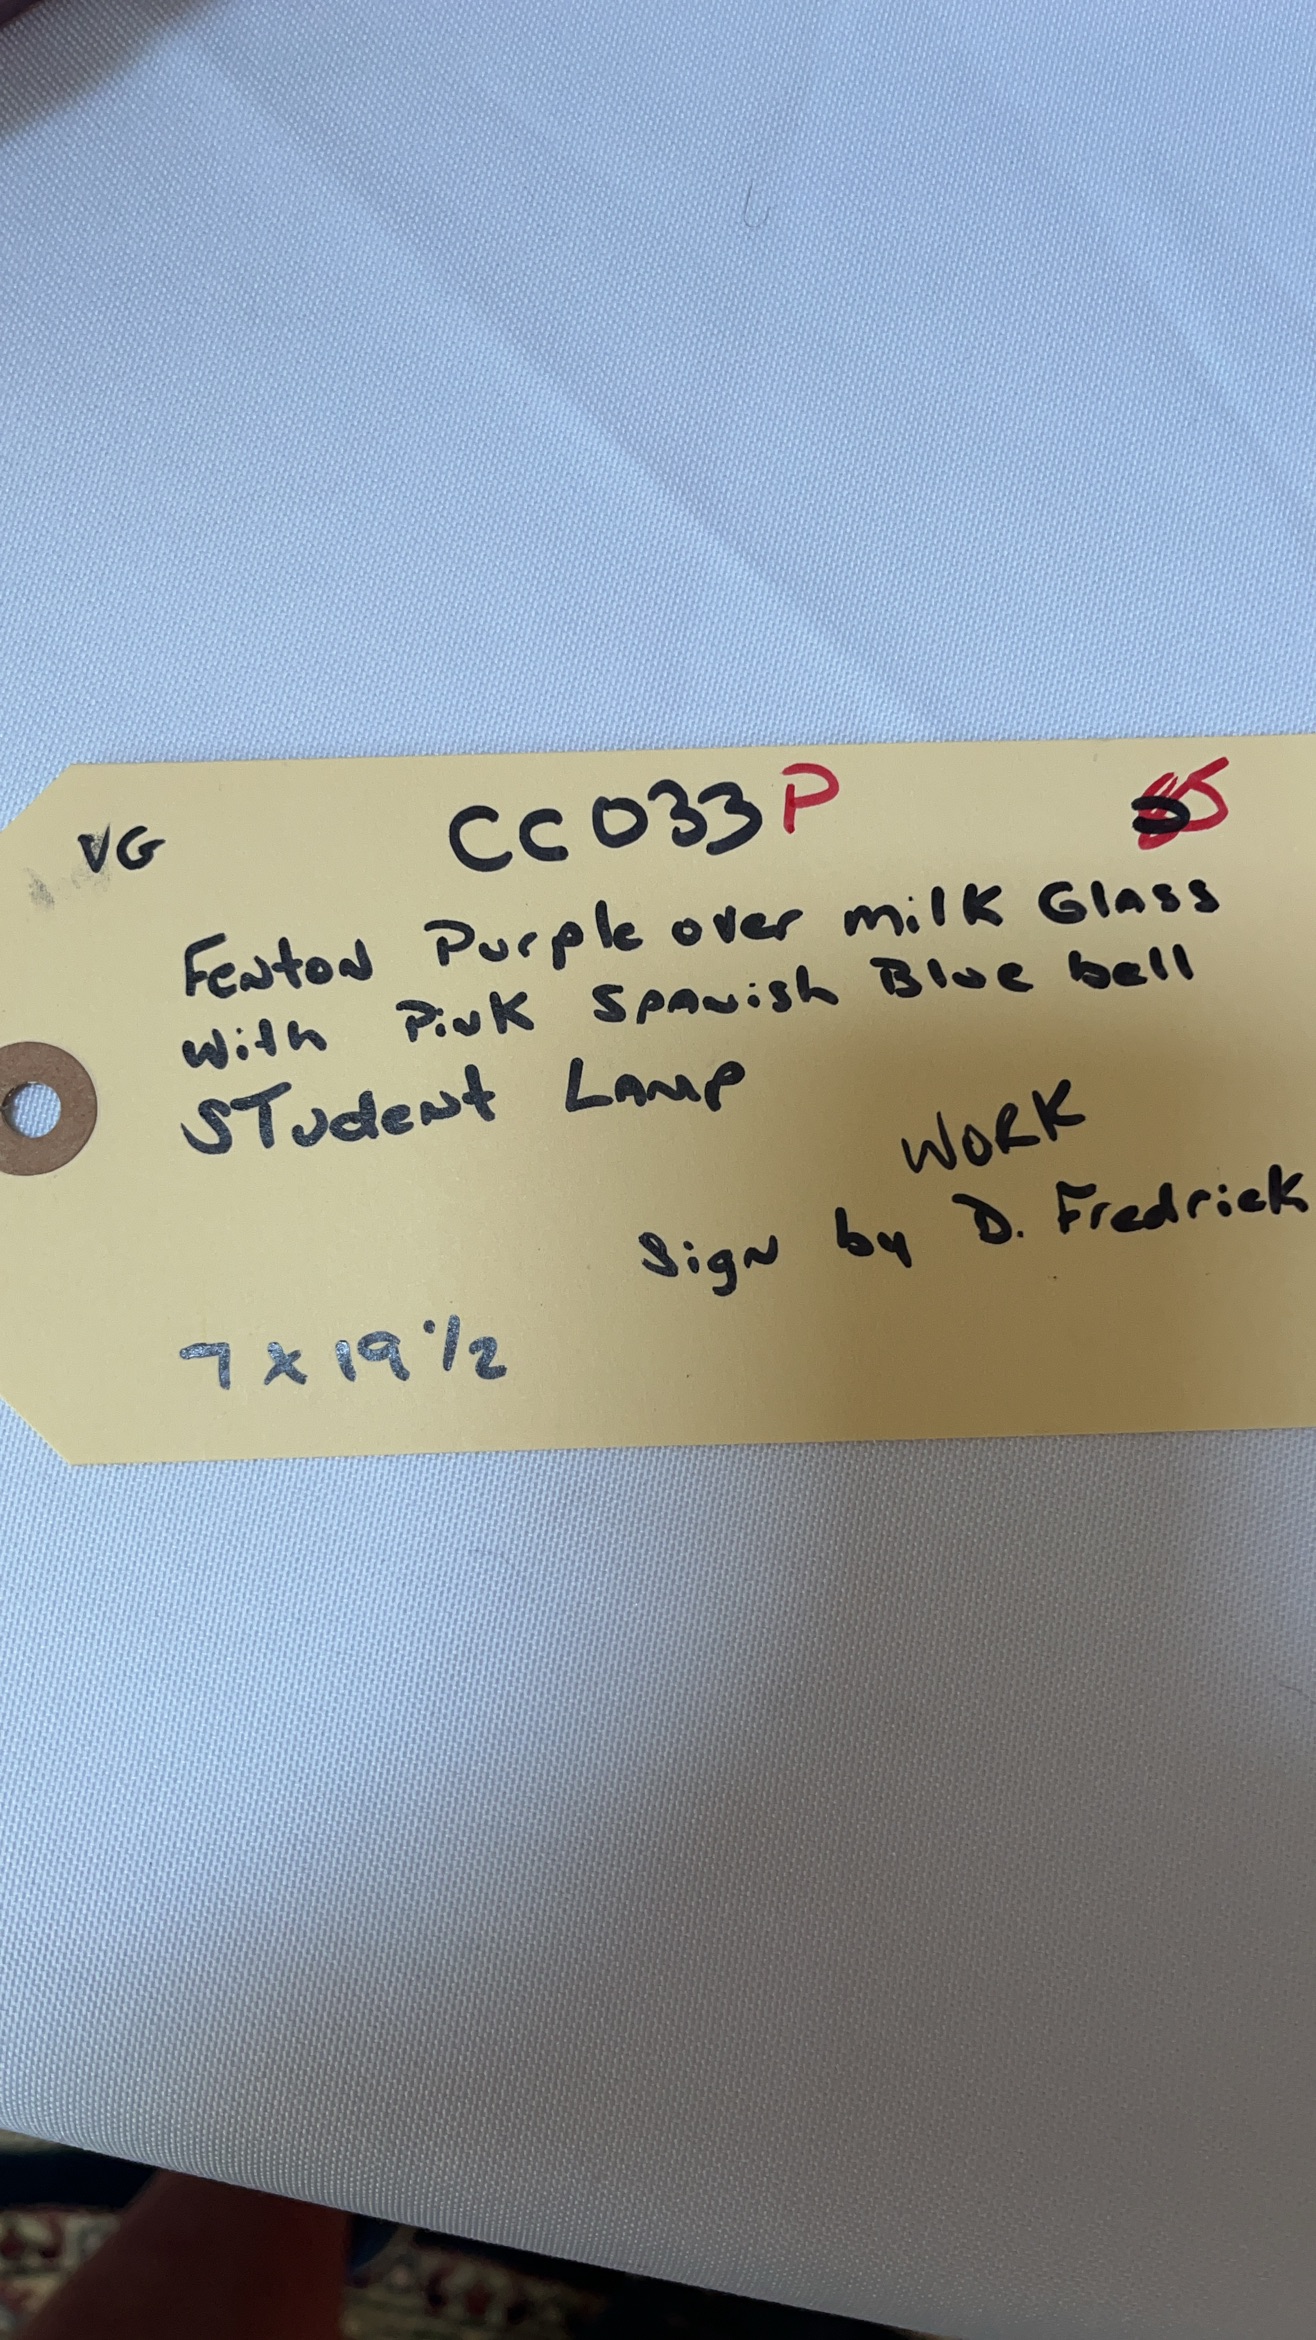 VG CC033P
Fenton Purple over milk Glass
with Pink Spanish Blue bell
Student Lamp
WORK
Sign by D. Fredrick
7 x 19 1/2